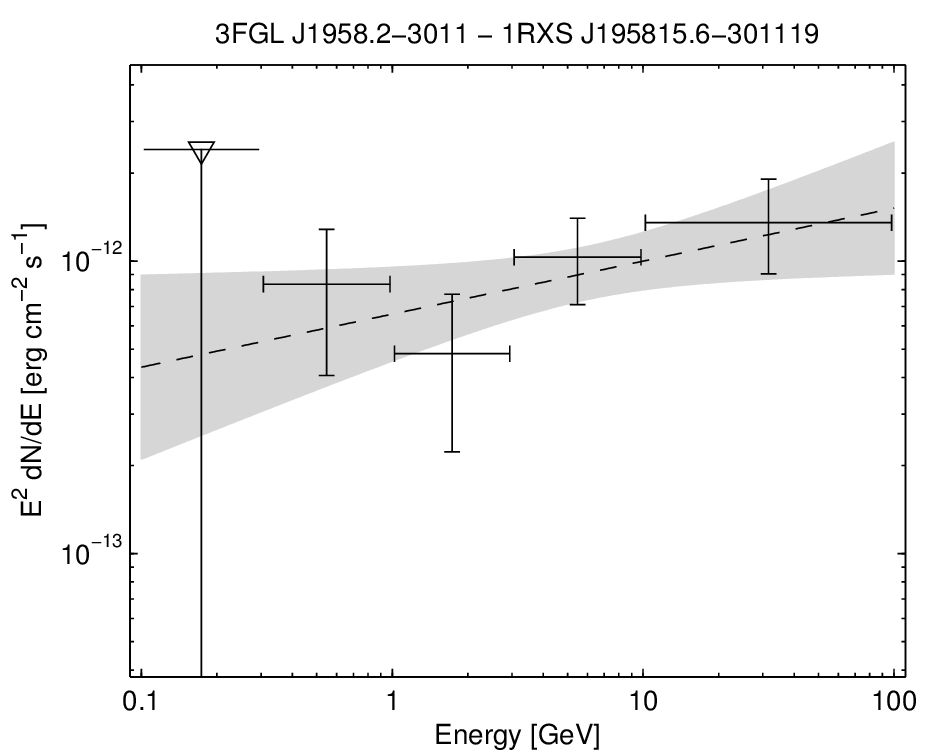 3FGL J1958.2−3011 − 1RXS J195815.6−301119
E² dN/dE [erg cm⁻² s⁻¹]
10⁻¹²
10⁻¹³
0.1 1 10 100
Energy [GeV]